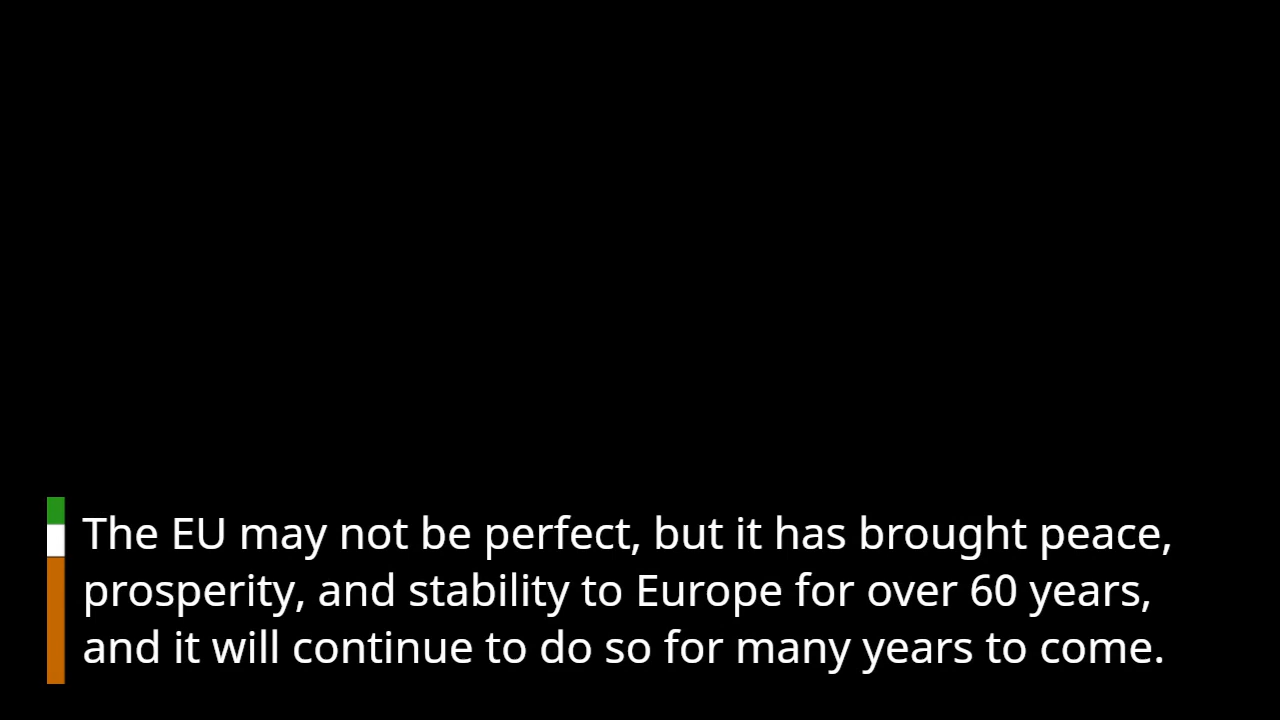 The EU may not be perfect, but it has brought peace,
prosperity, and stability to Europe for over 60 years,
and it will continue to do so for many years to come.